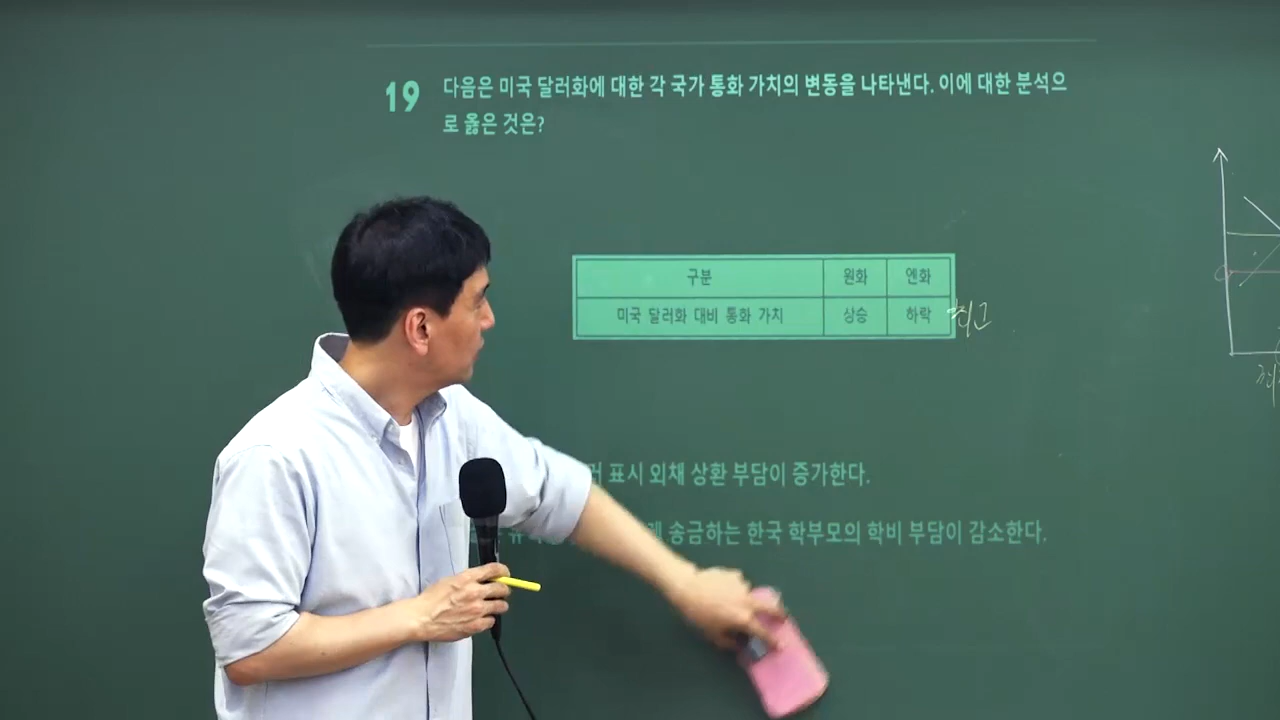 19
다음은 미국 달러화에 대한 각 국가 통화 가치의 변동을 나타낸다. 이에 대한 분석으
로 옳은 것은?
구분 원화 엔화
미국 달러화 대비 통화 가치 상승 하락
표시 외채 상환 부담이 증가한다.
송금하는 한국 학부모의 학비 부담이 감소한다.